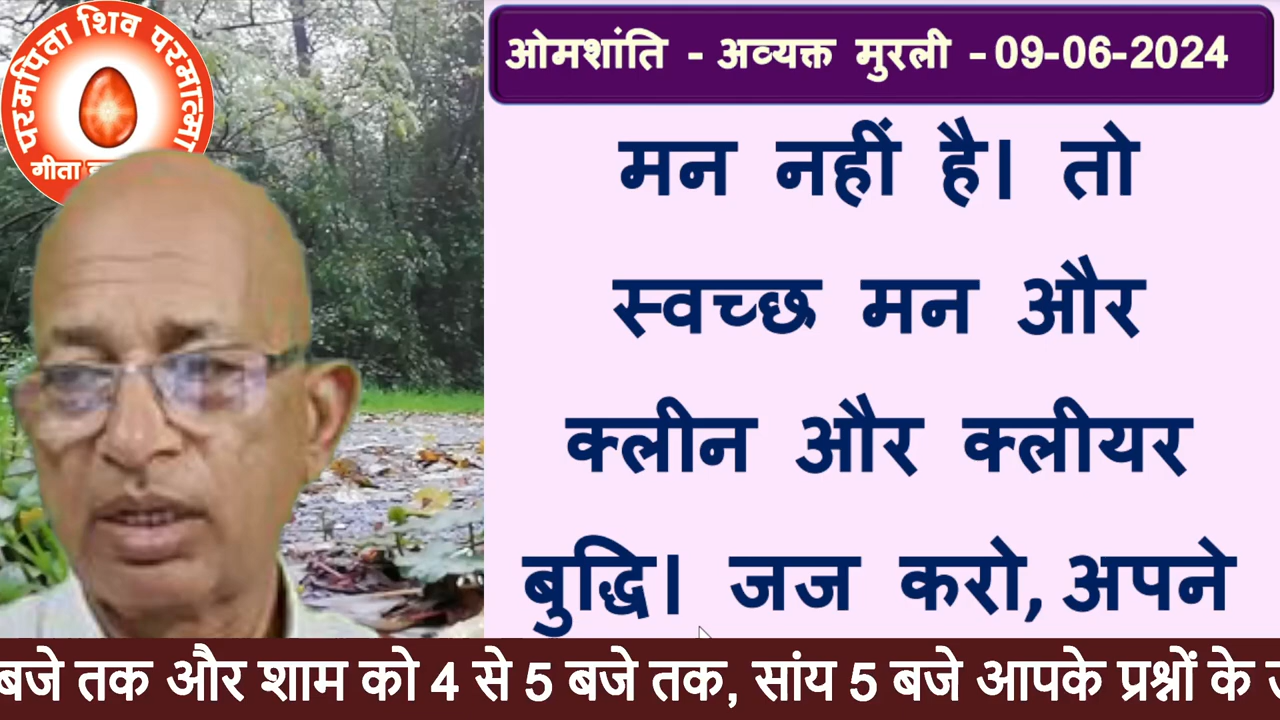 परमपिता शिव परमात्मा
गीता
ओमशांति - अव्यक्त मुरली - 09-06-2024
मन नहीं है। तो
स्वच्छ मन और
क्लीन और क्लीयर
बुद्धि। जज करो, अपने
बजे तक और शाम को 4 से 5 बजे तक, सांय 5 बजे आपके प्रश्नों के